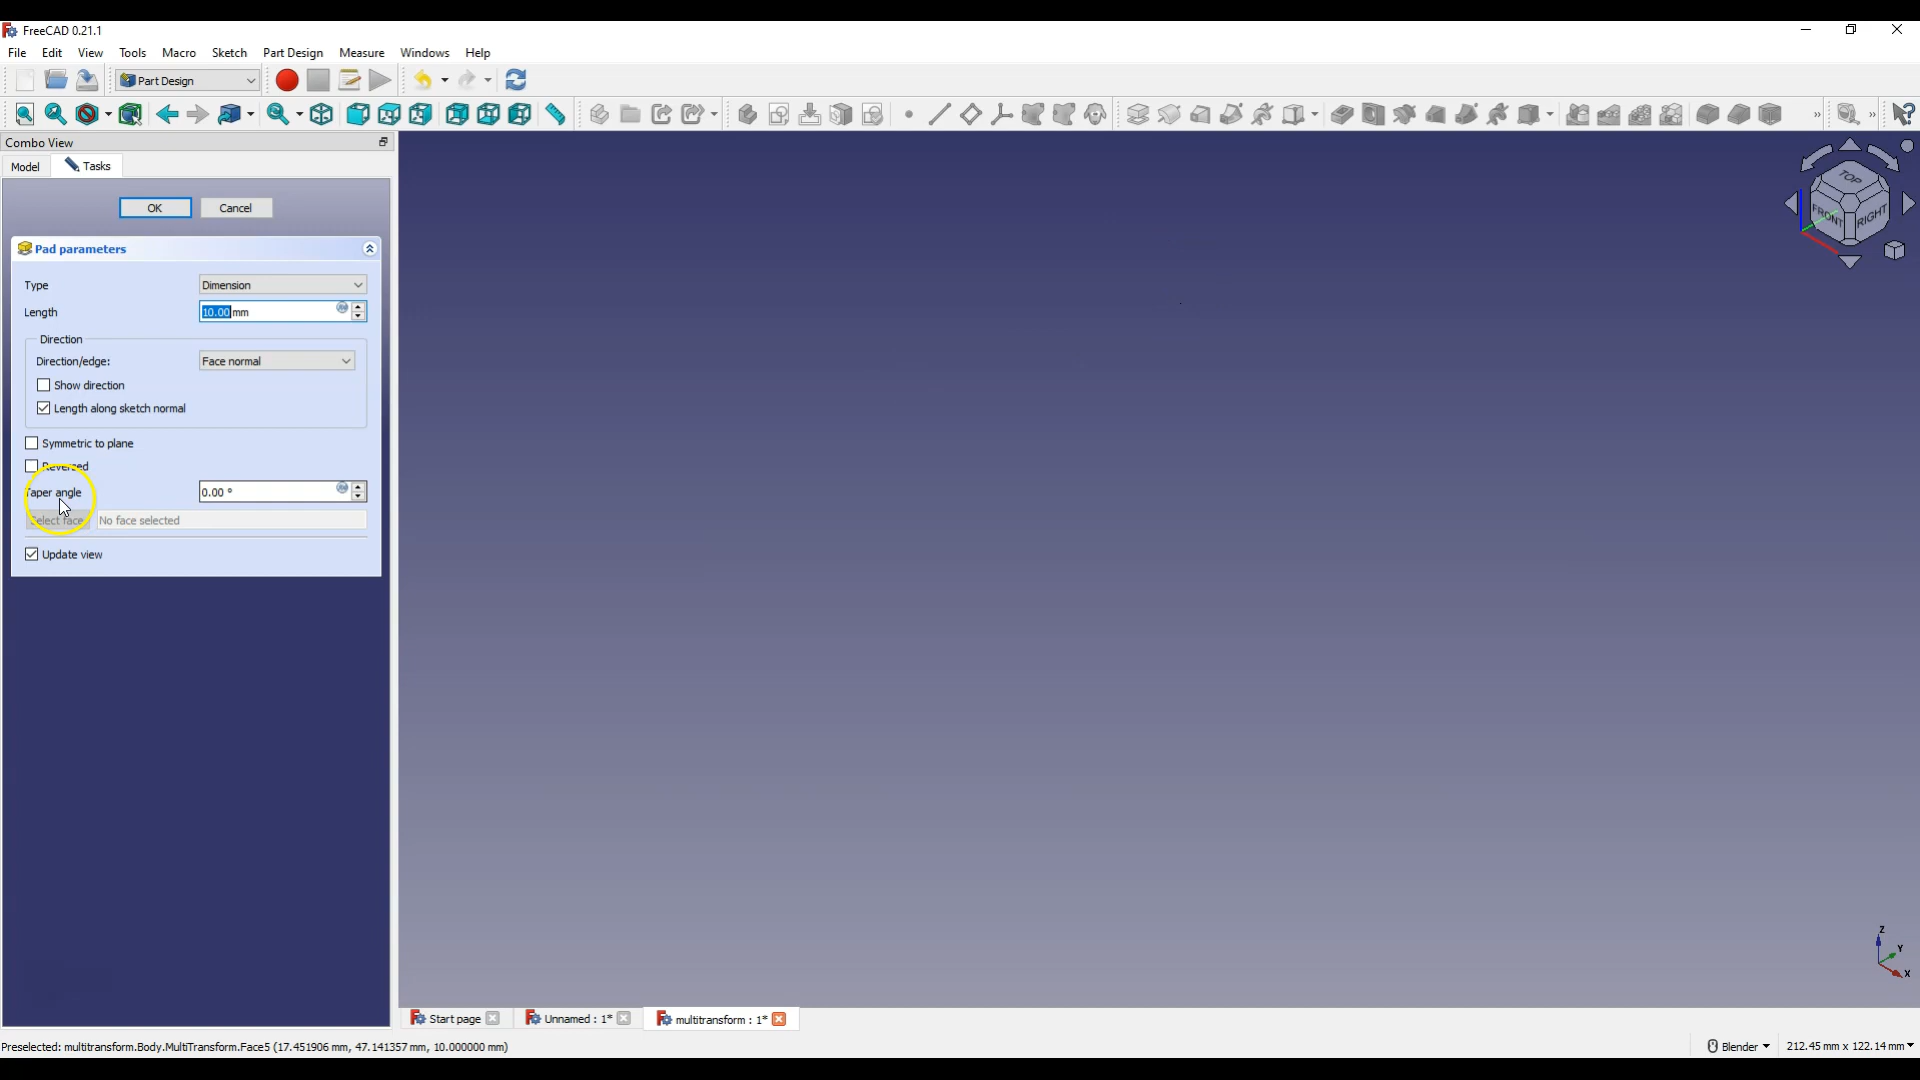 FreeCAD 0.21.1
File Edit View Tools Macro Sketch Part Design Measure Windows Help
Part Design
Combo View
Model Tasks
OK Cancel
Pad parameters
Type Dimension
Length 10.00 mm
Direction
Direction/edge: Face normal
Show direction
Length along sketch normal
Symmetric to plane
Reversed
Taper angle 0.00 °
Select face No face selected
Update view
TOP
FRONT RIGHT
Z
Y
X
Start page Unnamed : 1* multitransform : 1*
Preselected: multitransform.Body.MultiTransform.Face5 (17.451906 mm, 47.141357 mm, 10.000000 mm) Blender 212.45 mm x 122.14 mm